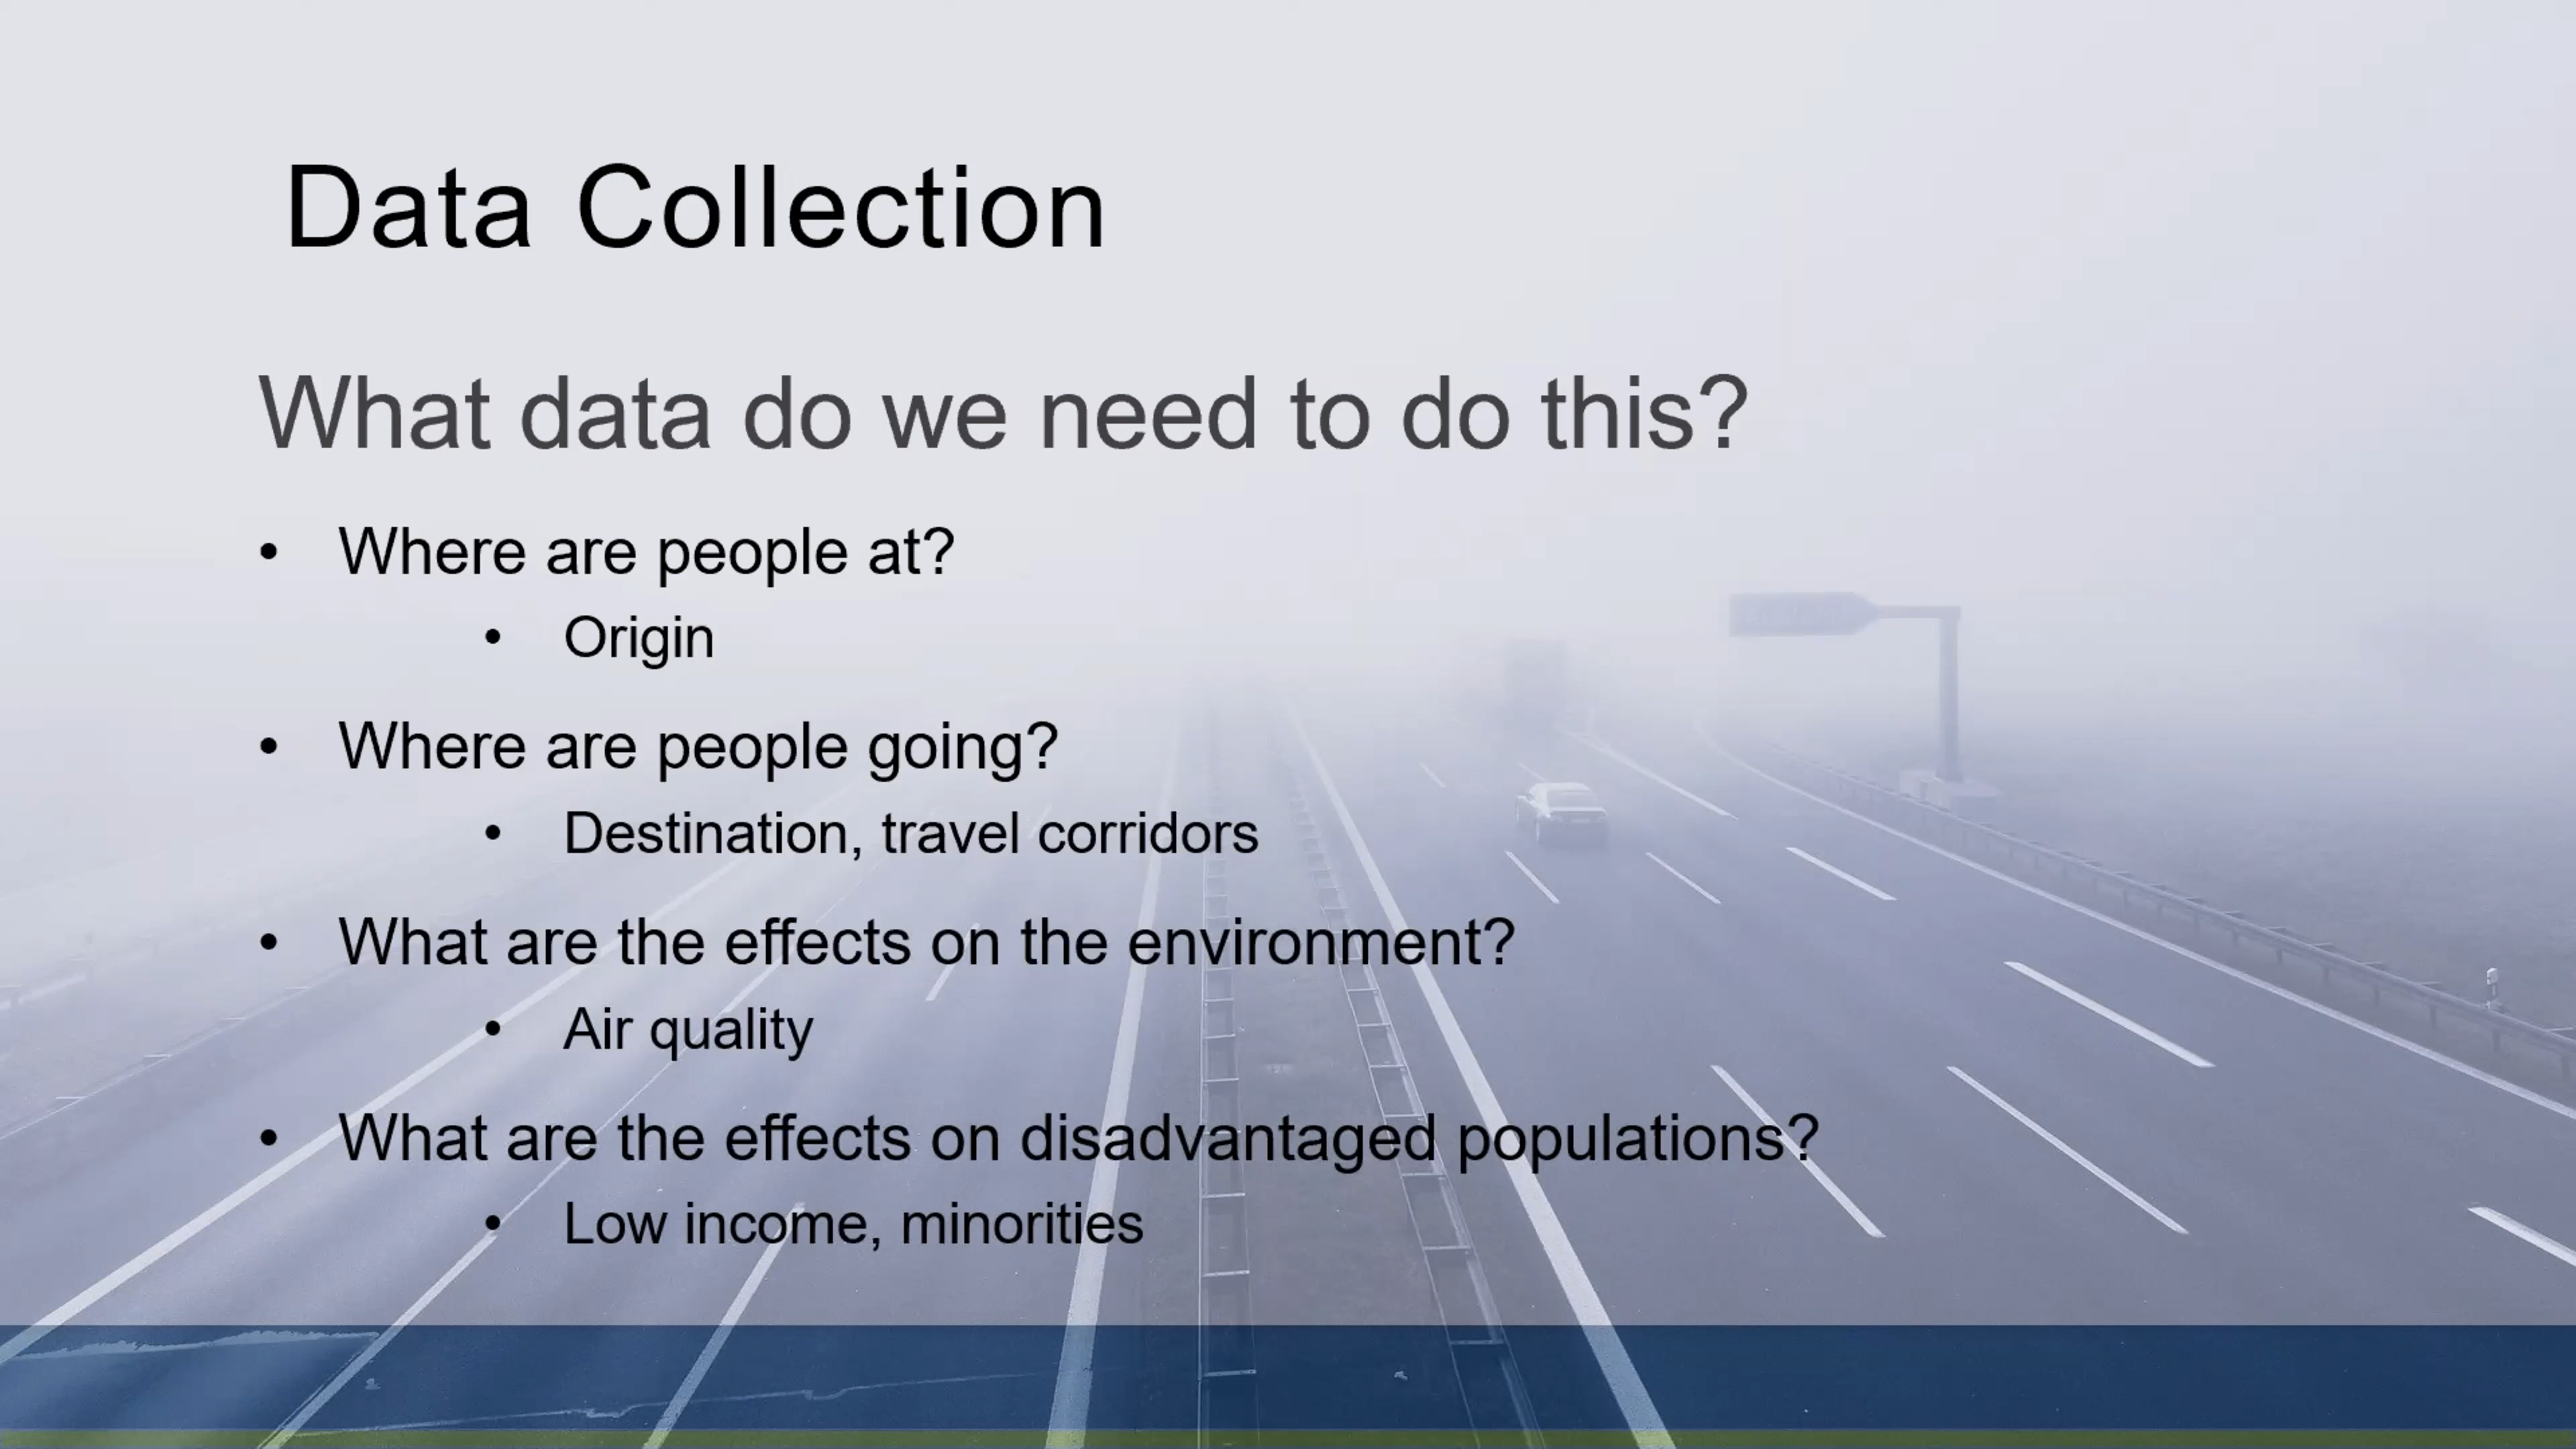 Data Collection
What data do we need to do this?
• Where are people at?
• Origin
• Where are people going?
• Destination, travel corridors
• What are the effects on the environment?
• Air quality
• What are the effects on disadvantaged populations?
• Low income, minorities